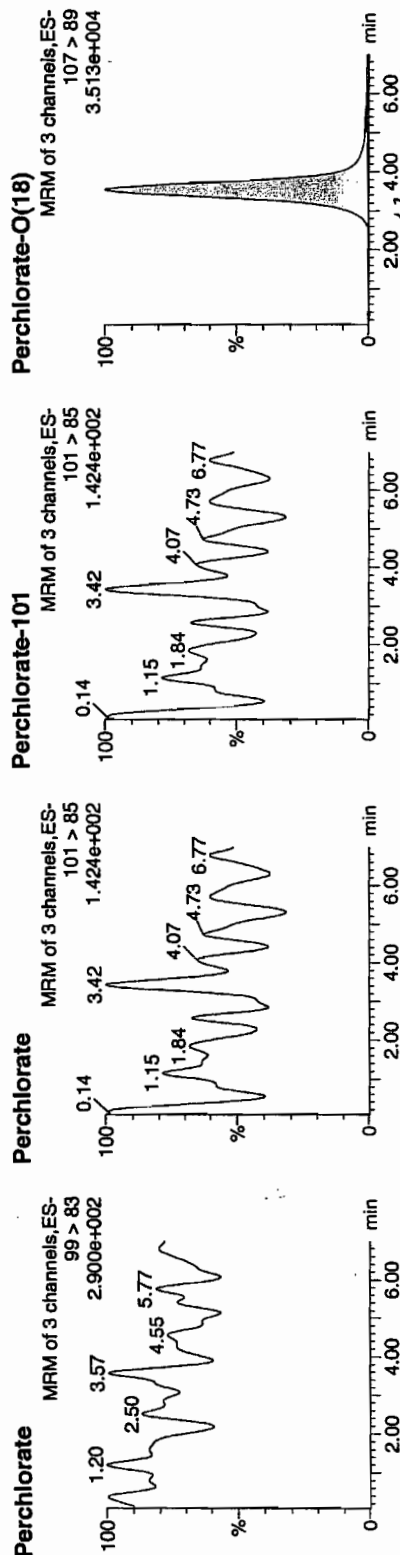 Perchlorate
MRM of 3 channels,ES-
99 > 83
2.900e+002
100
1.20
2.50
3.57
4.55
5.77
%
0
2.00
4.00
6.00
min
Perchlorate
MRM of 3 channels,ES-
101 > 85
1.424e+002
100
0.14
1.15
1.84
3.42
4.07
4.73
6.77
%
0
2.00
4.00
6.00
min
Perchlorate-101
MRM of 3 channels,ES-
101 > 85
1.424e+002
100
0.14
1.15
1.84
3.42
4.07
4.73
6.77
%
0
2.00
4.00
6.00
min
Perchlorate-O(18)
MRM of 3 channels,ES-
107 > 89
3.513e+004
100
%
0
2.00
4.00
6.00
min